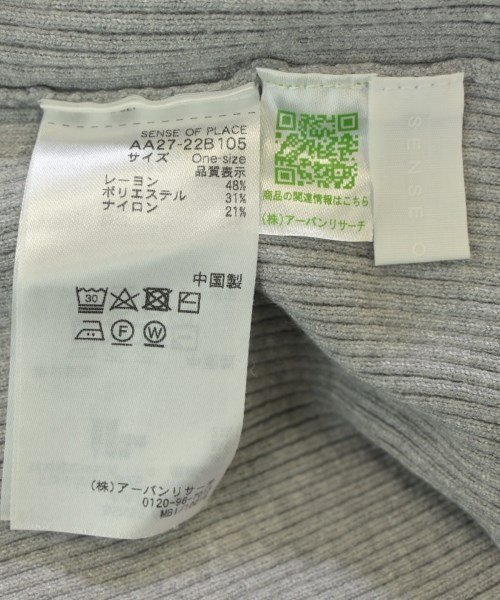 SENSE OF PLACE
AA27-22B105
サイズ One-size
品質表示
レーヨン 48%
ポリエステル 31%
ナイロン 21%
中国製
30
F W
(株)アーバンリサーチ
商品の関連情報はこちら
(株)アーバンリサーチ
SENSE O